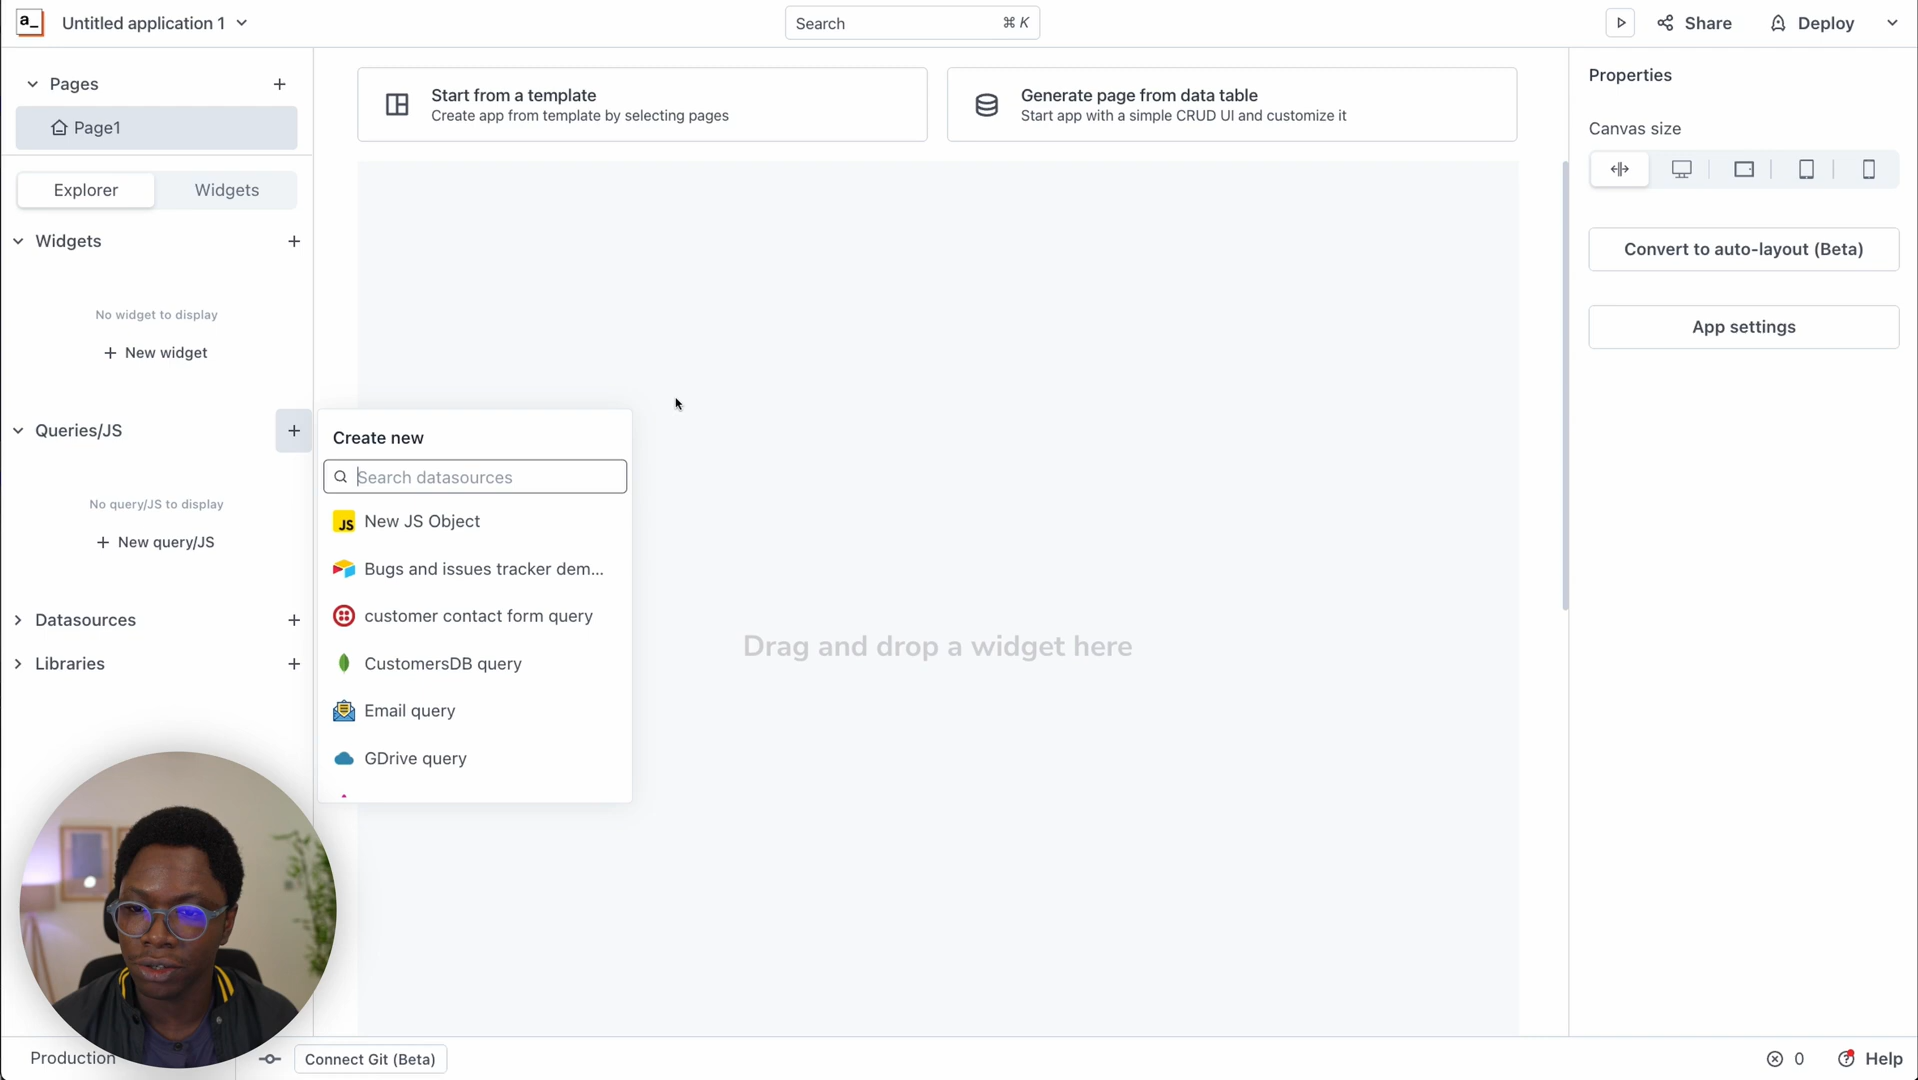 a_
Untitled application 1
Search
⌘ K
Share
Deploy
Pages
Page1
Explorer
Widgets
Widgets
No widget to display
+ New widget
Queries/JS
No query/JS to display
+ New query/JS
Datasources
Libraries
Start from a template
Create app from template by selecting pages
Generate page from data table
Start app with a simple CRUD UI and customize it
Create new
Search datasources
JS New JS Object
Bugs and issues tracker dem...
customer contact form query
CustomersDB query
Email query
GDrive query
Drag and drop a widget here
Properties
Canvas size
Convert to auto-layout (Beta)
App settings
Production
Connect Git (Beta)
0
Help